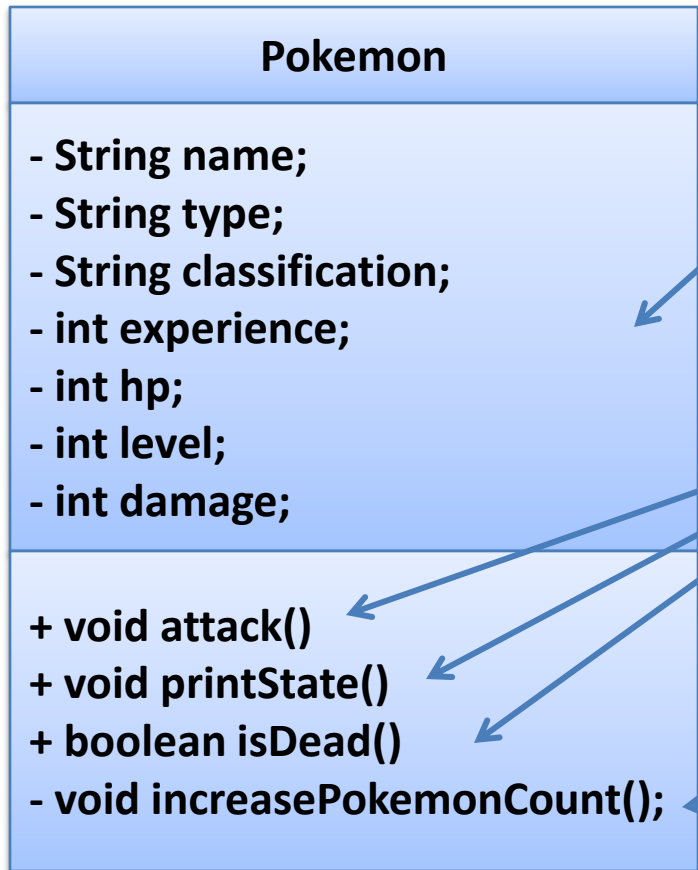 Pokemon
- String name;
- String type;
- String classification;
- int experience;
- int hp;
- int level;
- int damage;
+ void attack()
+ void printState()
+ boolean isDead()
- void increasePokemonCount();